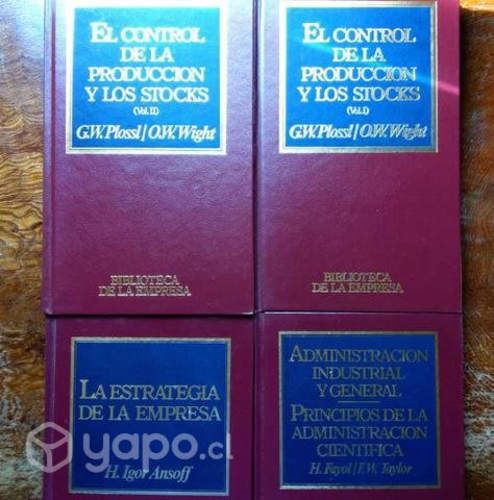 EL CONTROL
DE LA
PRODUCCION
Y LOS STOCKS
(Vol.II)
G.W. Plossl / O.W. Wight
BIBLIOTECA
DE LA EMPRESA
EL CONTROL
DE LA
PRODUCCION
Y LOS STOCKS
(Vol.I)
G.W. Plossl / O.W. Wight
BIBLIOTECA
DE LA EMPRESA
LA ESTRATEGIA
DE LA EMPRESA
H. Igor Ansoff
ADMINISTRACION
INDUSTRIAL
Y GENERAL
PRINCIPIOS DE LA
ADMINISTRACION
CIENTIFICA
H. Fayol / F.W. Taylor
yapo.cl